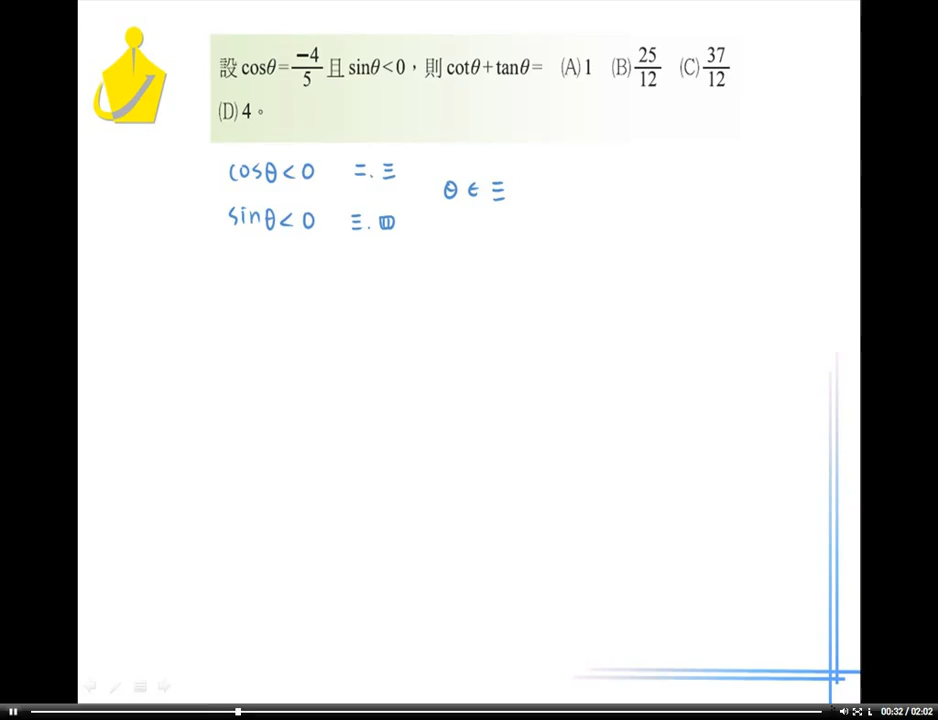 設 cosθ=−4/5 且 sinθ<0，則 cotθ+tanθ= (A) 1 (B) 25/12 (C) 37/12
(D) 4。
cosθ<0 二.三
θ∈三
sinθ<0 三.四
00:32 / 02:02